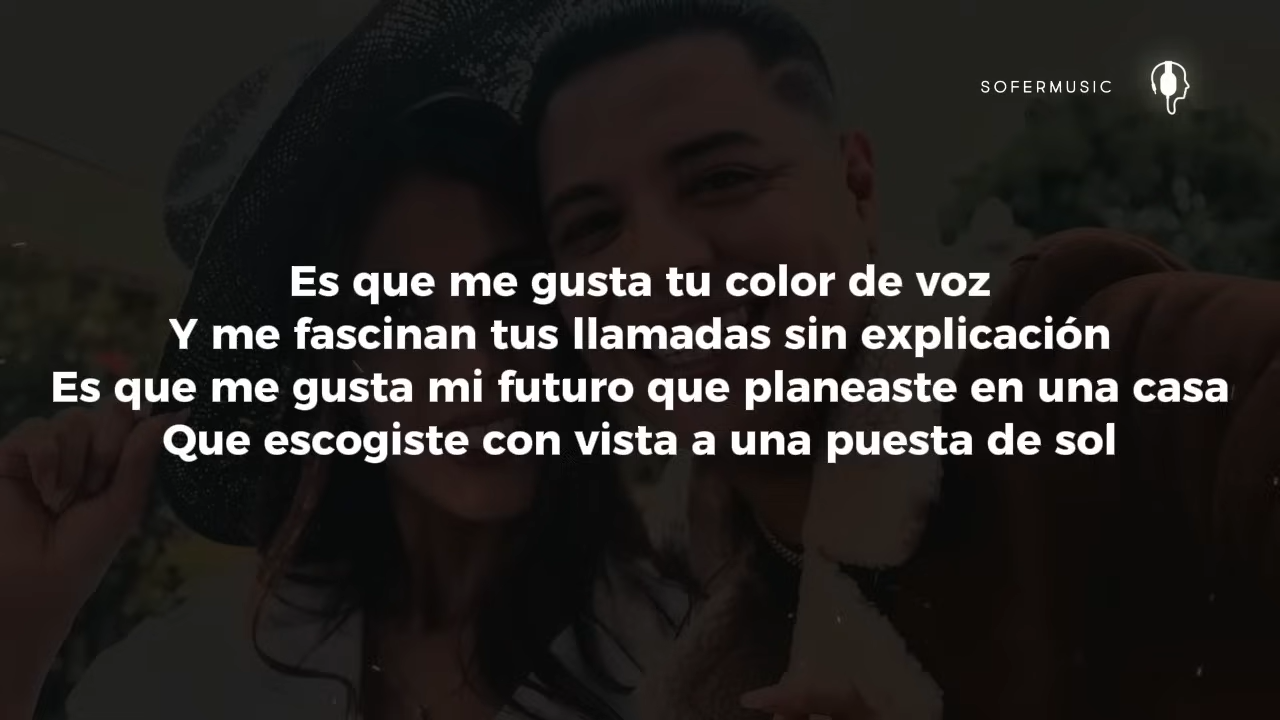 SOFERMUSIC
Es que me gusta tu color de voz
Y me fascinan tus llamadas sin explicación
Es que me gusta mi futuro que planeaste en una casa
Que escogiste con vista a una puesta de sol